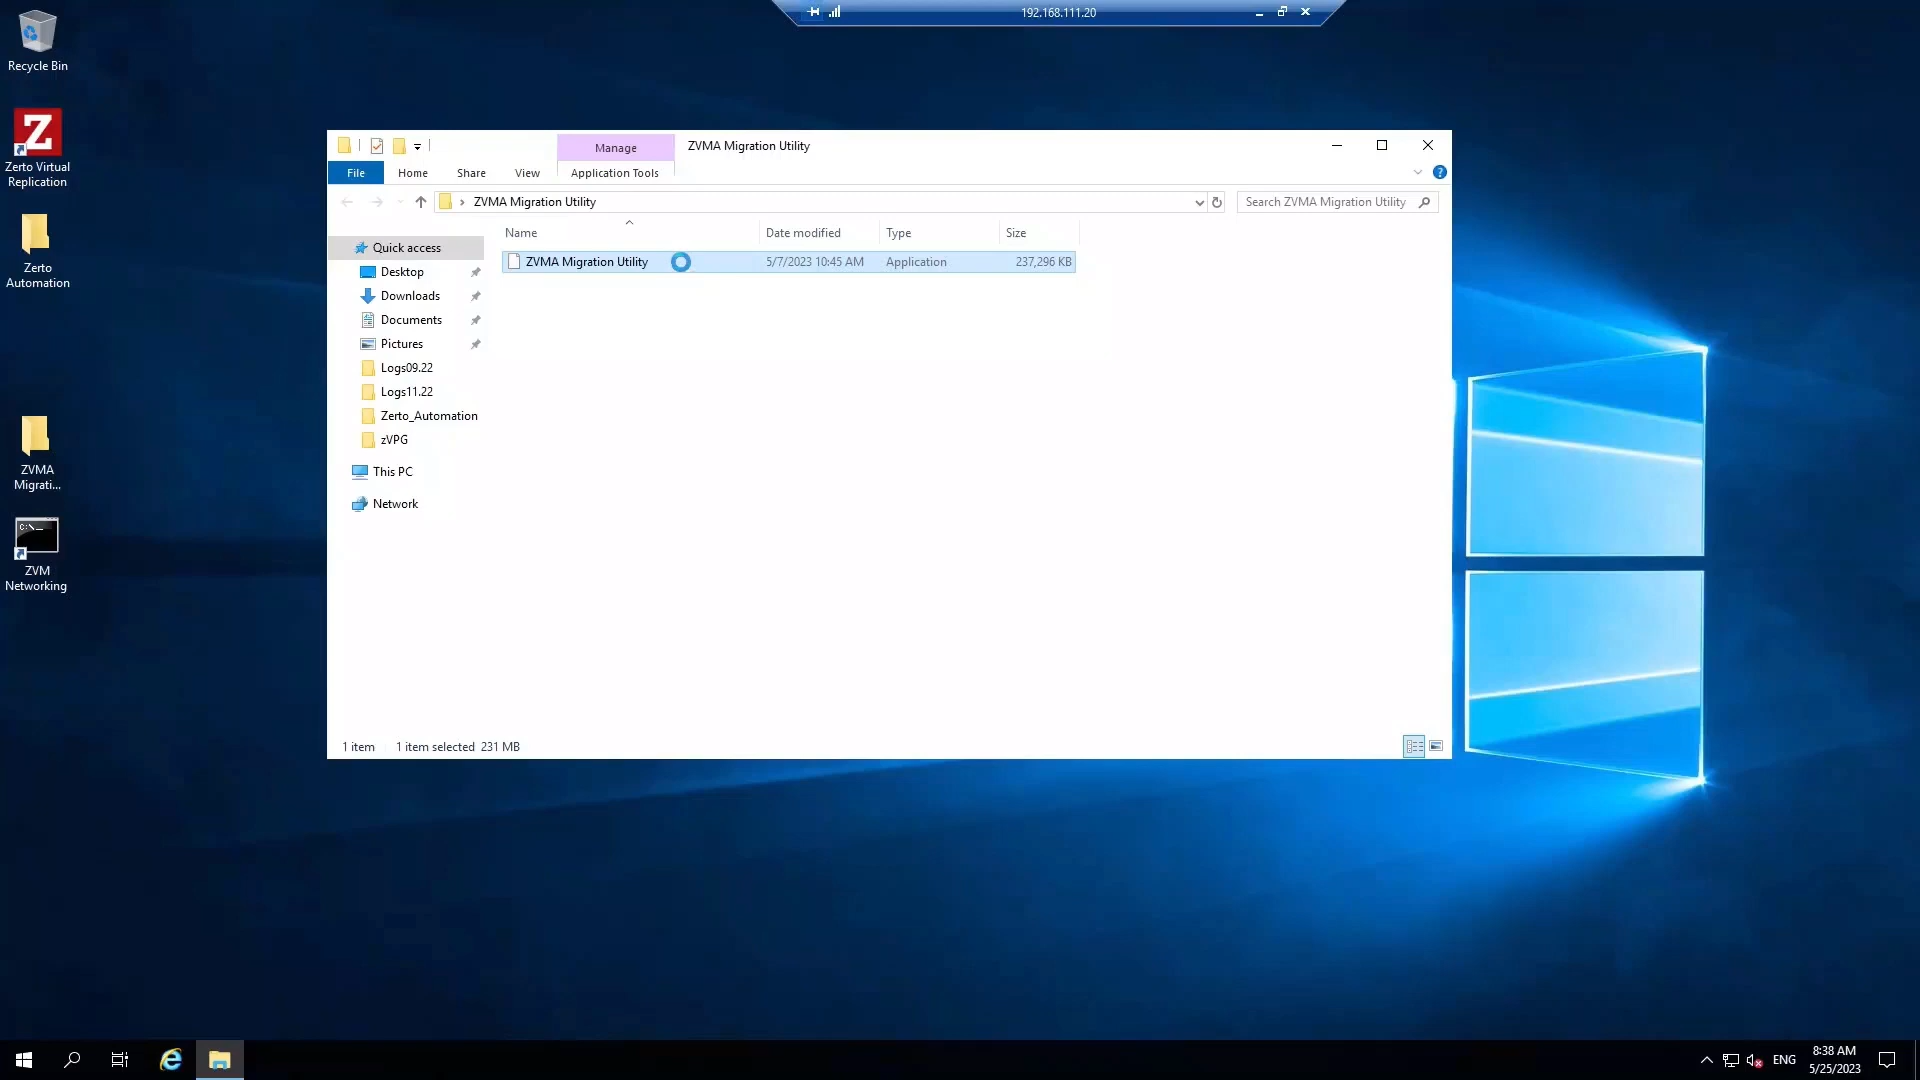 192.168.111.20
Recycle Bin
Z
Zerto Virtual
Replication
Zerto
Automation
ZVMA
Migrati...
C:\_
ZVM
Networking
Manage
ZVMA Migration Utility
File
Home
Share
View
Application Tools
?
ZVMA Migration Utility
Search ZVMA Migration Utility
Name
Date modified
Type
Size
ZVMA Migration Utility
5/7/2023 10:45 AM
Application
237,296 KB
Quick access
Desktop
Downloads
Documents
Pictures
Logs09.22
Logs11.22
Zerto_Automation
zVPG
This PC
Network
1 item
1 item selected 231 MB
ENG
8:38 AM
5/25/2023